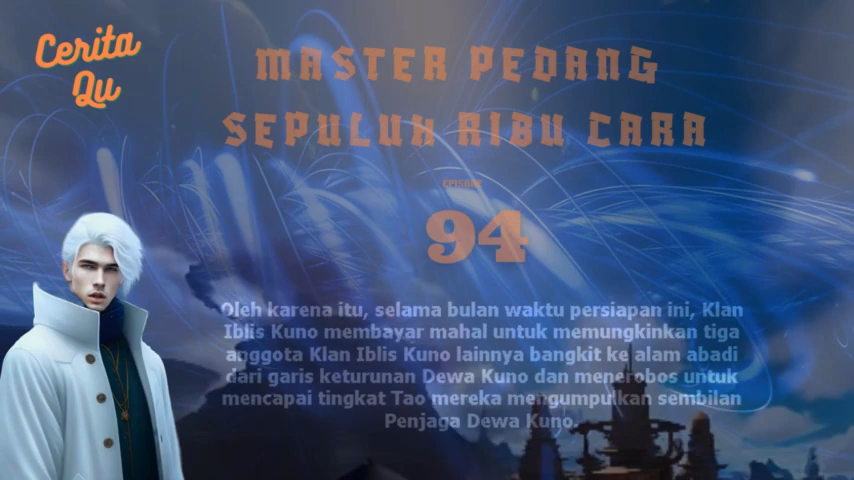 Cerita
Qu
MASTER PEDANG
SEPULUH RIBU CARA
EPISODE
94
Oleh karena itu, selama bulan waktu persiapan ini, Klan
Iblis Kuno membayar mahal untuk memungkinkan tiga
anggota Klan Iblis Kuno lainnya bangkit ke alam abadi
dari garis keturunan Dewa Kuno dan menerobos untuk
mencapai tingkat Tao mereka mengumpulkan sembilan
Penjaga Dewa Kuno.